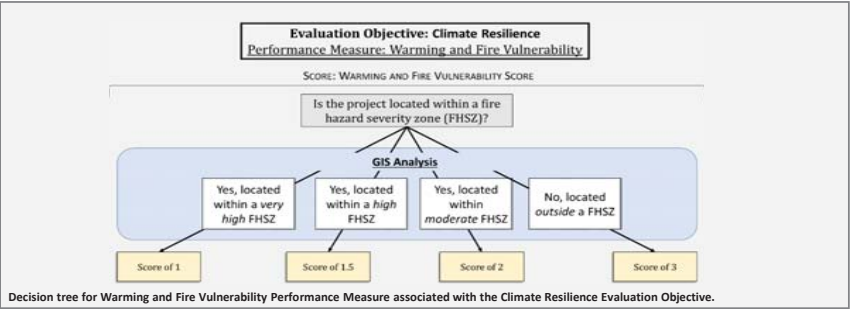 Evaluation Objective: Climate Resilience
Performance Measure: Warming and Fire Vulnerability
SCORE: WARMING AND FIRE VULNERABILITY SCORE
Is the project located within a fire
hazard severity zone (FHSZ)?
GIS Analysis
Yes, located
within a very
high FHSZ
Yes, located
within a high
FHSZ
Yes, located
within
moderate FHSZ
No, located
outside a FHSZ
Score of 1
Score of 1.5
Score of 2
Score of 3
Decision tree for Warming and Fire Vulnerability Performance Measure associated with the Climate Resilience Evaluation Objective.